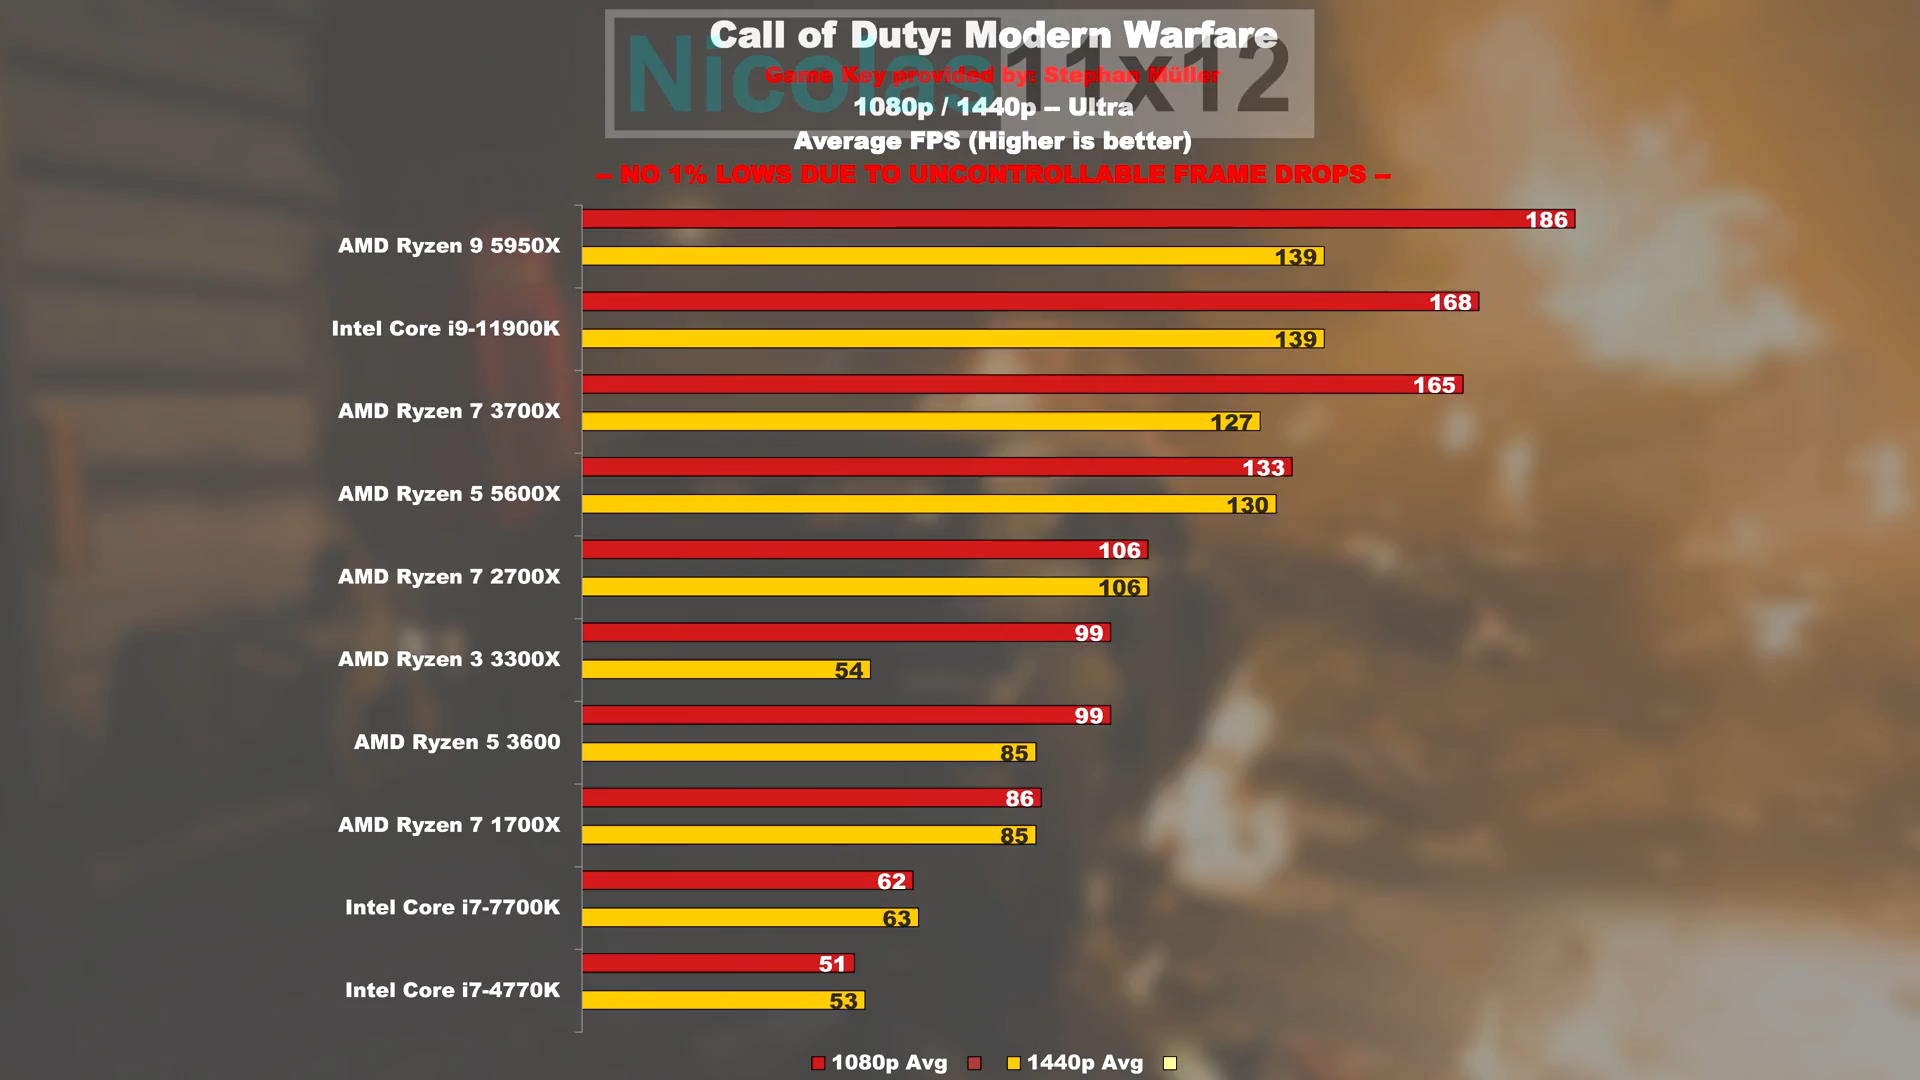 Nicolas11x12
Call of Duty: Modern Warfare
Game Key provided by: Stephan Müller
1080p / 1440p – Ultra
Average FPS (Higher is better)
– NO 1% LOWS DUE TO UNCONTROLLABLE FRAME DROPS –
AMD Ryzen 9 5950X
186
139
Intel Core i9-11900K
168
139
AMD Ryzen 7 3700X
165
127
AMD Ryzen 5 5600X
133
130
AMD Ryzen 7 2700X
106
106
AMD Ryzen 3 3300X
99
54
AMD Ryzen 5 3600
99
85
AMD Ryzen 7 1700X
86
85
Intel Core i7-7700K
62
63
Intel Core i7-4770K
51
53
1080p Avg 1440p Avg